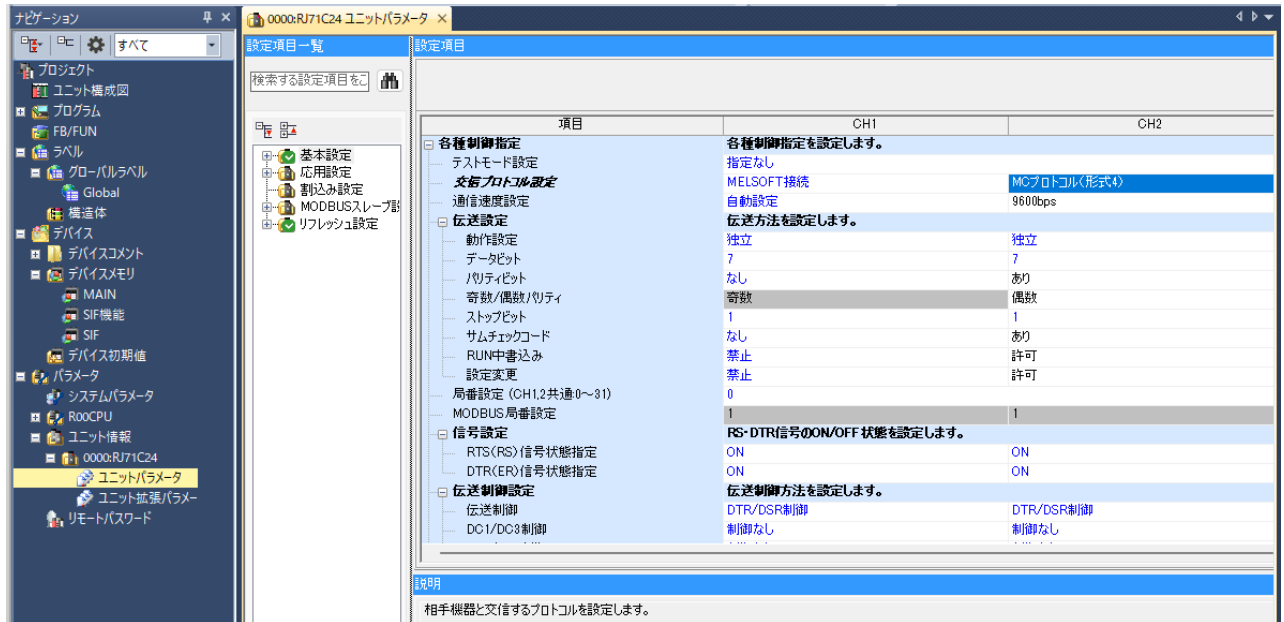 ナビゲーション
0000:RJ71C24 ユニットパラメータ
すべて
プロジェクト
ユニット構成図
プログラム
FB/FUN
ラベル
グローバルラベル
Global
構造体
デバイス
デバイスコメント
デバイスメモリ
MAIN
SIF機能
SIF
デバイス初期値
パラメータ
システムパラメータ
R00CPU
ユニット情報
0000:RJ71C24
ユニットパラメータ
ユニット拡張パラメー
リモートパスワード
設定項目一覧
検索する設定項目をこ
基本設定
応用設定
割込み設定
MODBUSスレーブ設
リフレッシュ設定
設定項目
項目 CH1 CH2
各種制御指定 各種制御指定を設定します。
テストモード設定 指定なし
交信プロトコル設定 MELSOFT接続 MCプロトコル(形式4)
通信速度設定 自動設定 9600bps
伝送設定 伝送方法を設定します。
動作設定 独立 独立
データビット 7 7
パリティビット なし あり
奇数/偶数パリティ 奇数 偶数
ストップビット 1 1
サムチェックコード なし あり
RUN中書込み 禁止 許可
設定変更 禁止 許可
局番設定 (CH1,2共通:0～31) 0
MODBUS局番設定 1 1
信号設定 RS・DTR信号のON/OFF状態を設定します。
RTS(RS)信号状態指定 ON ON
DTR(ER)信号状態指定 ON ON
伝送制御設定 伝送制御方法を設定します。
伝送制御 DTR/DSR制御 DTR/DSR制御
DC1/DC3制御 制御なし 制御なし
説明
相手機器と交信するプロトコルを設定します。